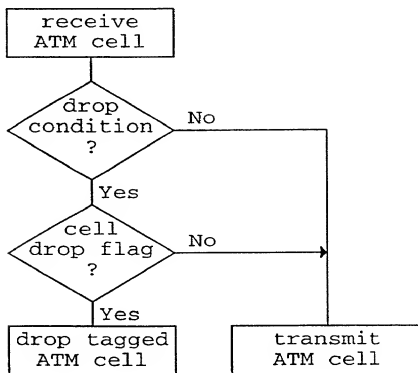 receive
ATM cell
drop
condition
?
No
Yes
cell
drop flag
?
No
Yes
drop tagged
ATM cell
transmit
ATM cell